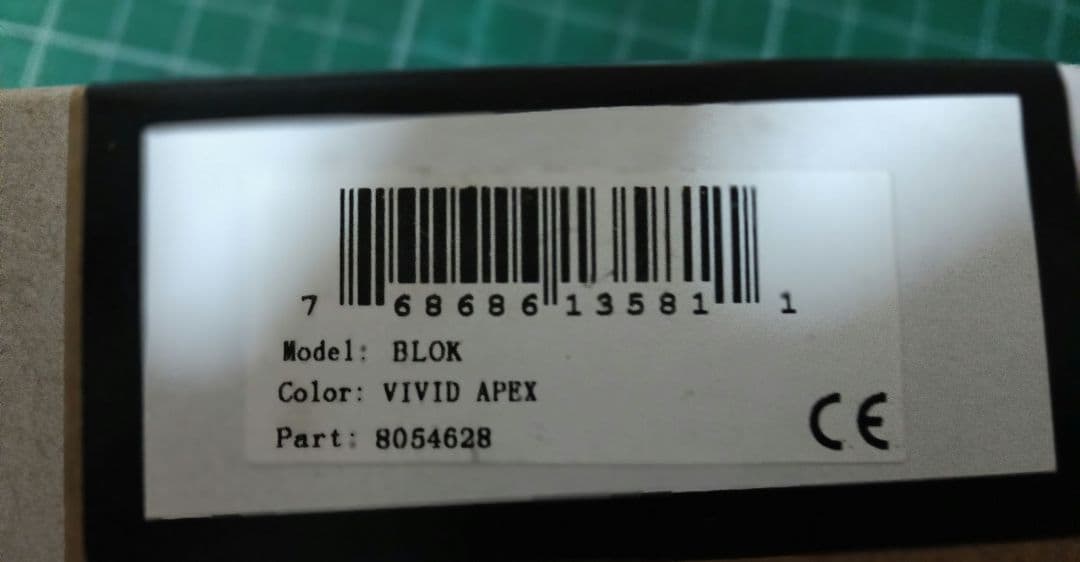 7 68686 13581 1
Model: BLOK
Color: VIVID APEX
Part: 8054628
CE